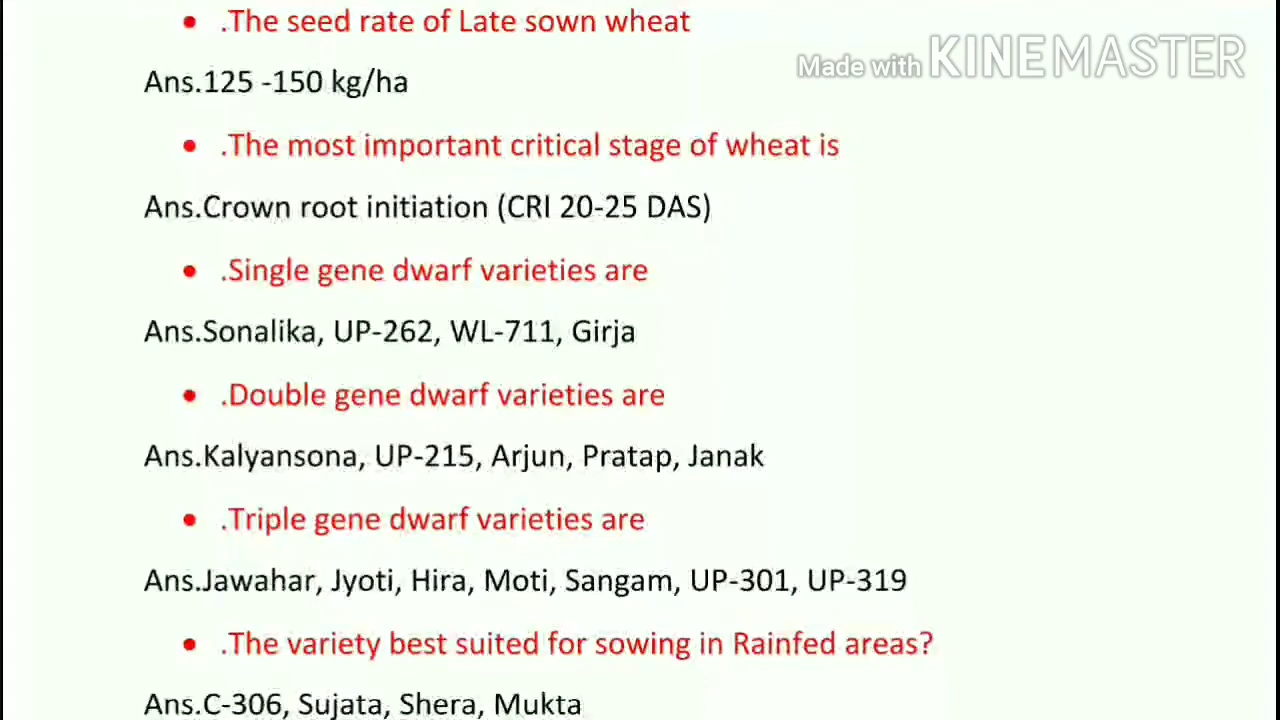 • .The seed rate of Late sown wheat
Made with KINEMASTER
Ans.125 -150 kg/ha
• .The most important critical stage of wheat is
Ans.Crown root initiation (CRI 20-25 DAS)
• .Single gene dwarf varieties are
Ans.Sonalika, UP-262, WL-711, Girja
• .Double gene dwarf varieties are
Ans.Kalyansona, UP-215, Arjun, Pratap, Janak
• .Triple gene dwarf varieties are
Ans.Jawahar, Jyoti, Hira, Moti, Sangam, UP-301, UP-319
• .The variety best suited for sowing in Rainfed areas?
Ans.C-306, Sujata, Shera, Mukta